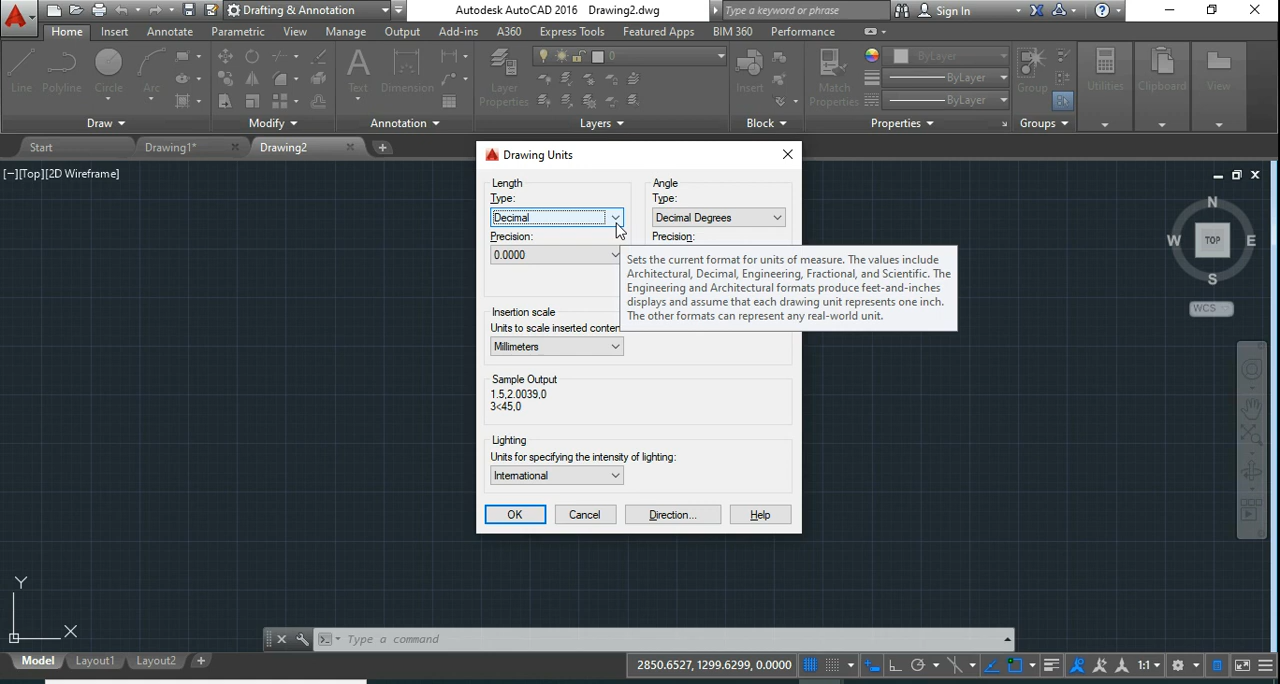 Drafting & Annotation
Autodesk AutoCAD 2016 Drawing2.dwg
Type a keyword or phrase
Sign In
Home Insert Annotate Parametric View Manage Output Add-ins A360 Express Tools Featured Apps BIM 360 Performance
Line Polyline Circle Arc
Text Dimension
Layer
Properties
0
Insert
Match
Properties
ByLayer
ByLayer
ByLayer
Group
Utilities
Clipboard
View
Draw Modify Annotation Layers Block Properties Groups
Start Drawing1* Drawing2
[−][Top][2D Wireframe]
Drawing Units
Length
Type:
Decimal
Precision:
0.0000
Angle
Type:
Decimal Degrees
Precision:
Sets the current format for units of measure. The values include
Architectural, Decimal, Engineering, Fractional, and Scientific. The
Engineering and Architectural formats produce feet-and-inches
displays and assume that each drawing unit represents one inch.
The other formats can represent any real-world unit.
Insertion scale
Units to scale inserted conten
Millimeters
Sample Output
1.5,2.0039,0
3<45,0
Lighting
Units for specifying the intensity of lighting:
International
OK Cancel Direction... Help
N
W TOP E
S
WCS
Y
X
Type a command
Model Layout1 Layout2
2850.6527, 1299.6299, 0.0000
1:1